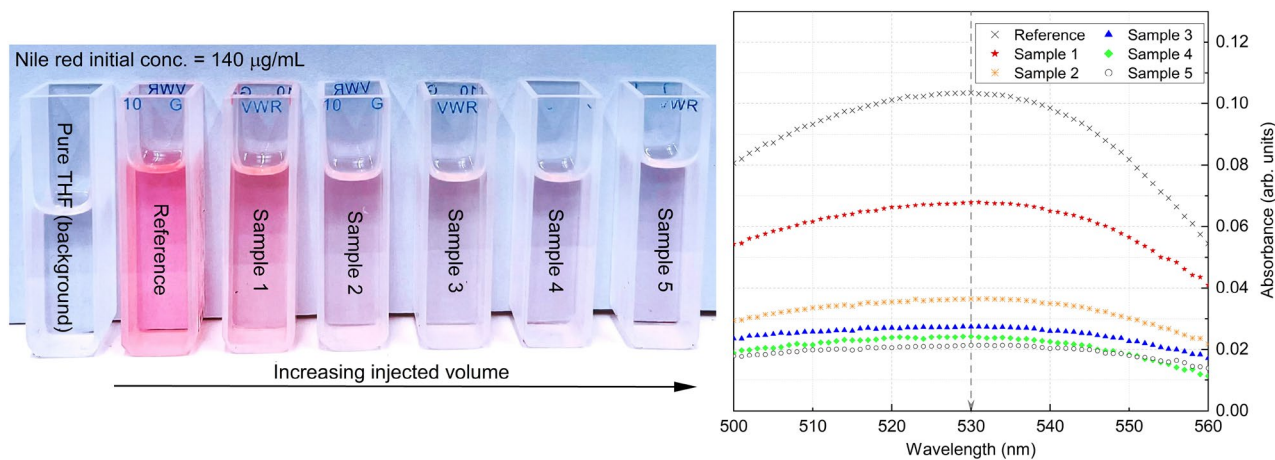 Nile red initial conc. = 140 μg/mL
VWR
10 G
VWR
VWR
10 G
VWR
VWR
Pure THF (background)
Reference
Sample 1
Sample 2
Sample 3
Sample 4
Sample 5
Increasing injected volume
Reference
Sample 1
Sample 2
Sample 3
Sample 4
Sample 5
0.12
0.10
0.08
0.06
0.04
0.02
0.00
Absorbance (arb. units)
500 510 520 530 540 550 560
Wavelength (nm)